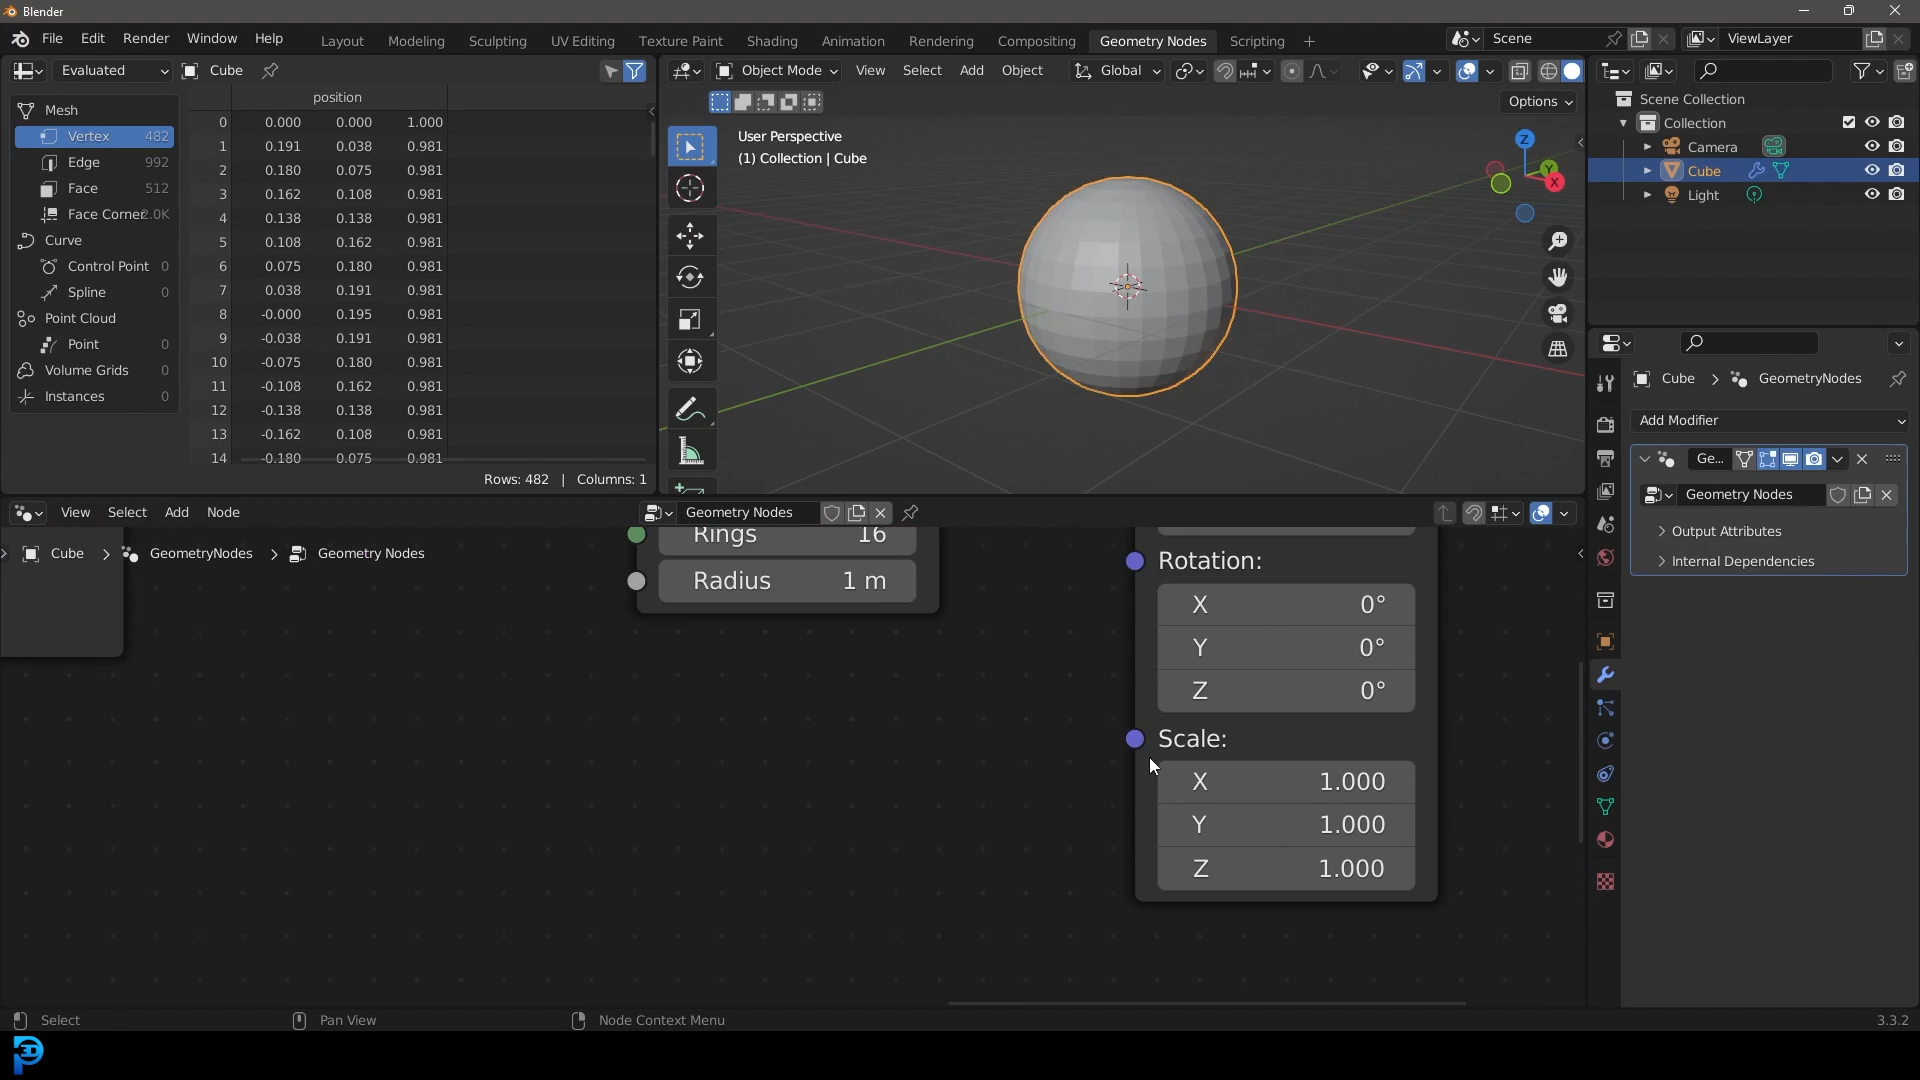 Blender
File Edit Render Window Help Layout Modeling Sculpting UV Editing Texture Paint Shading Animation Rendering Compositing Geometry Nodes Scripting + Scene ViewLayer
Evaluated Cube
Object Mode View Select Add Object Global
Options
position
Mesh
Vertex 482
Edge 992
Face 512
Face Corner 2.0K
Curve
Control Point 0
Spline 0
Point Cloud
Point 0
Volume Grids 0
Instances 0
0 0.000 0.000 1.000
1 0.191 0.038 0.981
2 0.180 0.075 0.981
3 0.162 0.108 0.981
4 0.138 0.138 0.981
5 0.108 0.162 0.981
6 0.075 0.180 0.981
7 0.038 0.191 0.981
8 -0.000 0.195 0.981
9 -0.038 0.191 0.981
10 -0.075 0.180 0.981
11 -0.108 0.162 0.981
12 -0.138 0.138 0.981
13 -0.162 0.108 0.981
14 -0.180 0.075 0.981
Rows: 482 | Columns: 1
User Perspective
(1) Collection | Cube
Z
Y
X
Scene Collection
Collection
Camera
Cube
Light
Cube GeometryNodes
Add Modifier
Ge...
Geometry Nodes
Output Attributes
Internal Dependencies
View Select Add Node Geometry Nodes
Cube GeometryNodes Geometry Nodes
Rings 16
Radius 1 m
Rotation:
X 0°
Y 0°
Z 0°
Scale:
X 1.000
Y 1.000
Z 1.000
Select Pan View Node Context Menu 3.3.2